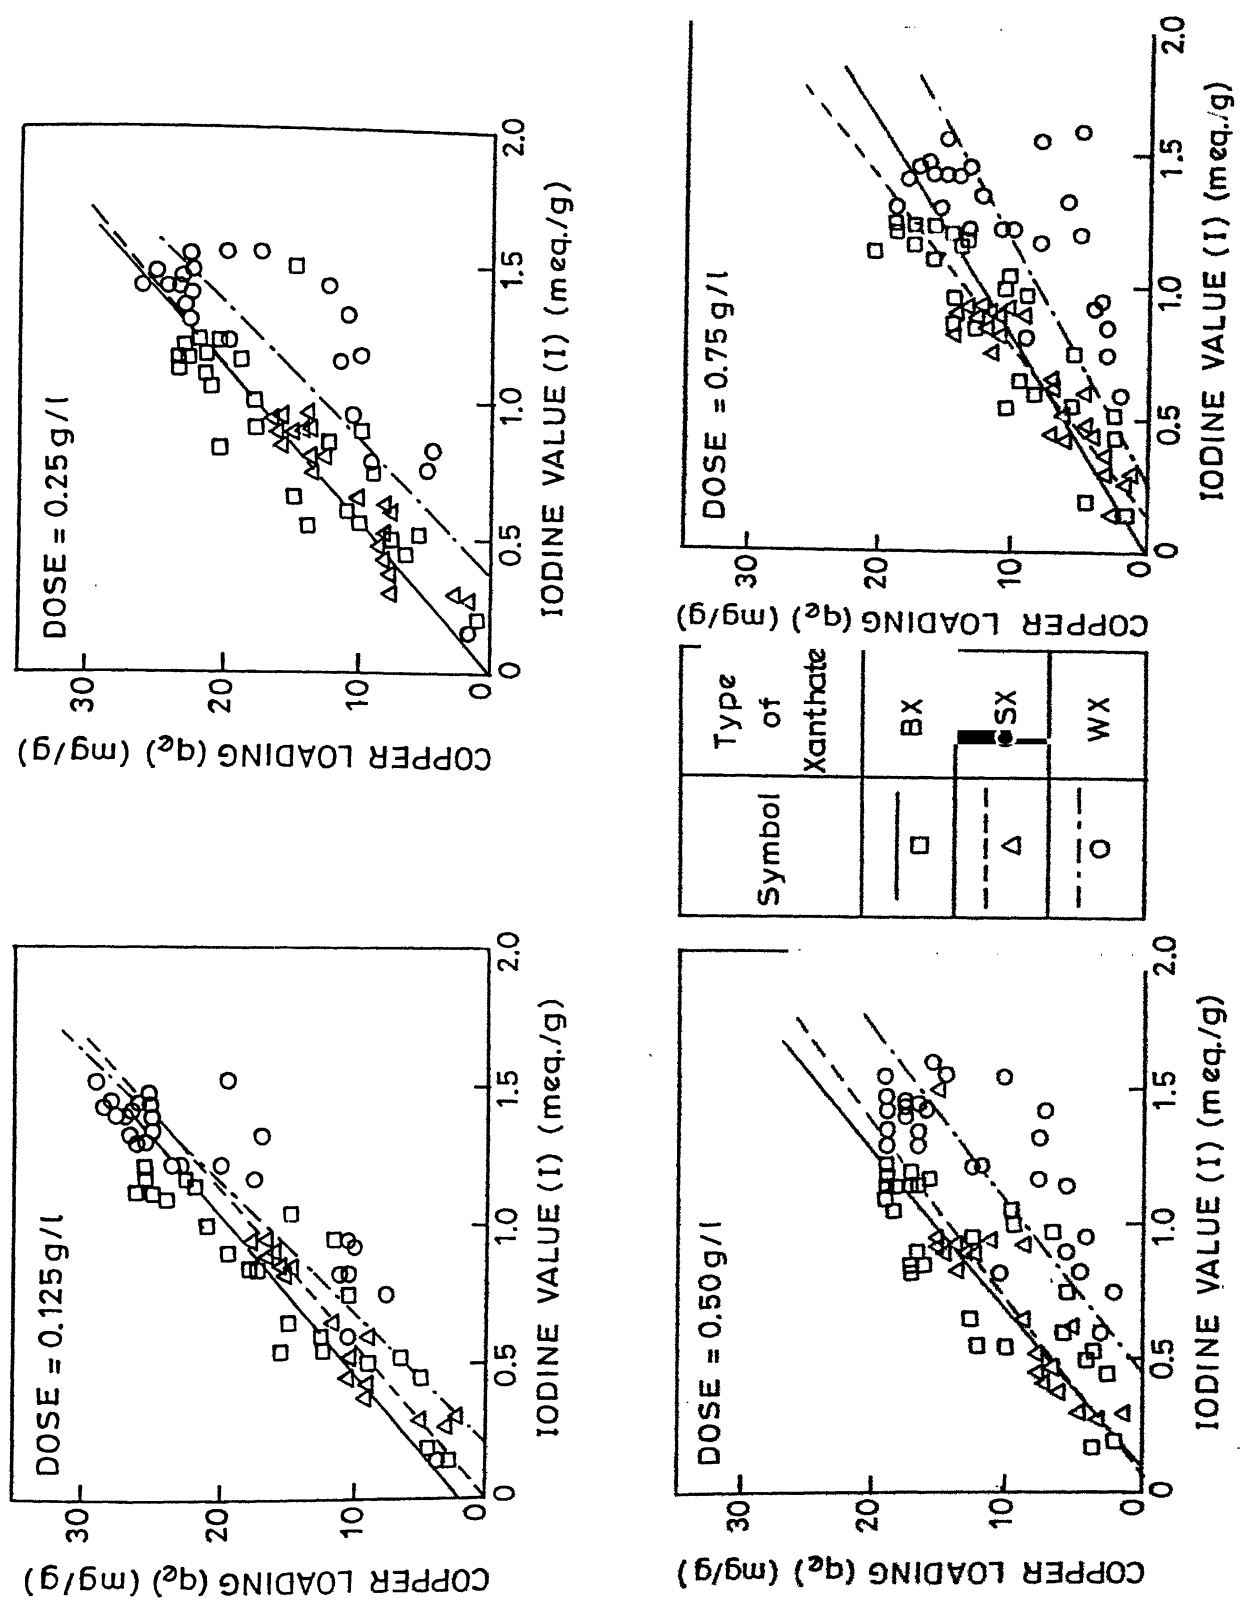 DOSE = 0.125 g/l
COPPER LOADING (qe) (mg/g)
30
20
10
0
0 0.5 1.0 1.5 2.0
IODINE VALUE (I) (meq./g)
DOSE = 0.25 g/l
COPPER LOADING (qe) (mg/g)
30
20
10
0
0 0.5 1.0 1.5 2.0
IODINE VALUE (I) (meq./g)
DOSE = 0.50 g/l
COPPER LOADING (qe) (mg/g)
30
20
10
0
0 0.5 1.0 1.5 2.0
IODINE VALUE (I) (meq./g)
Symbol
Type
of
Xanthate
BX
SX
WX
DOSE = 0.75 g/l
COPPER LOADING (qe) (mg/g)
30
20
10
0
0 0.5 1.0 1.5 2.0
IODINE VALUE (I) (meq./g)